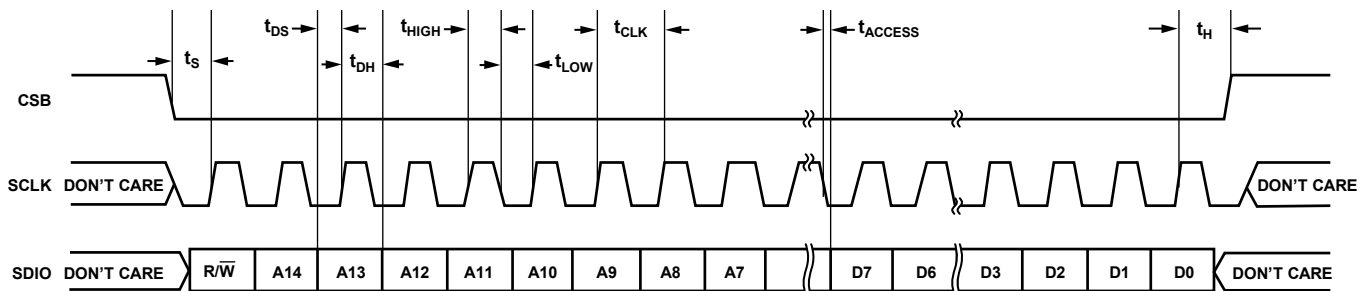 tDS
tHIGH
tCLK
tACCESS
tH
tS
tDH
tLOW
CSB
SCLK DON'T CARE DON'T CARE
SDIO DON'T CARE R/W̅ A14 A13 A12 A11 A10 A9 A8 A7 D7 D6 D3 D2 D1 D0 DON'T CARE